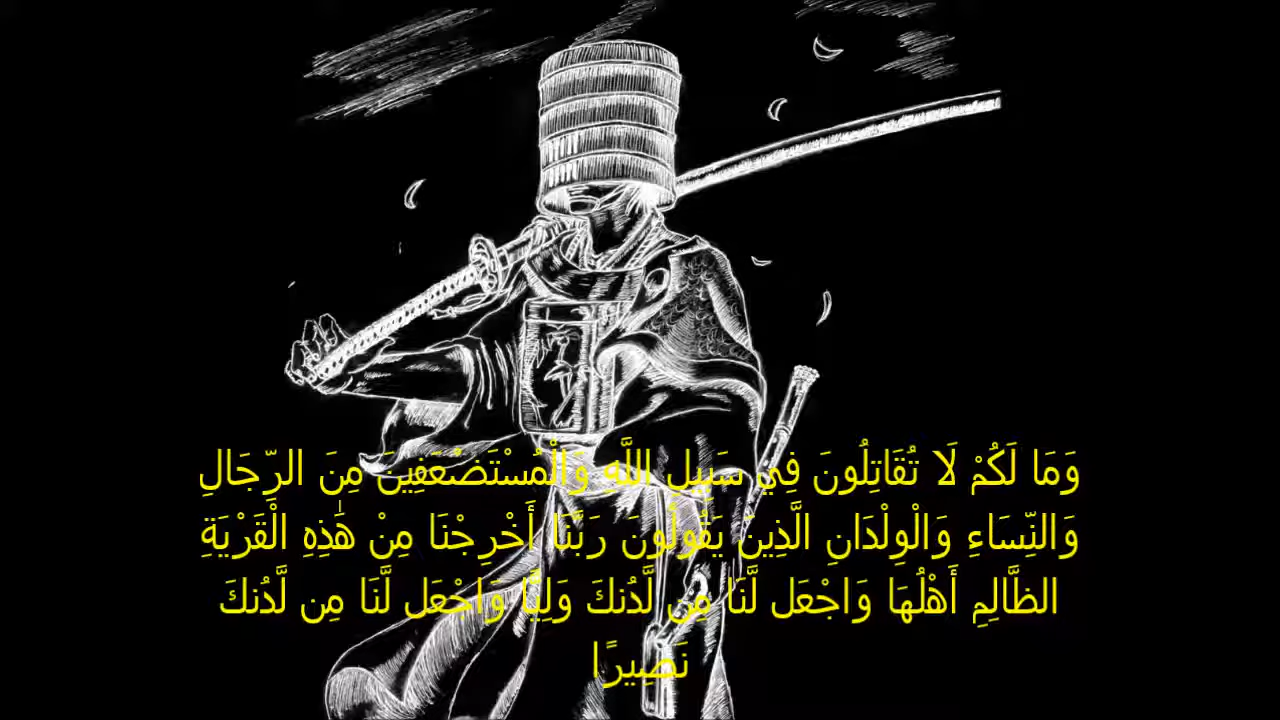 وَمَا لَكُمْ لَا تُقَاتِلُونَ فِي سَبِيلِ اللَّهِ وَالْمُسْتَضْعَفِينَ مِنَ الرِّجَالِ
وَالنِّسَاءِ وَالْوِلْدَانِ الَّذِينَ يَقُولُونَ رَبَّنَا أَخْرِجْنَا مِنْ هَٰذِهِ الْقَرْيَةِ
الظَّالِمِ أَهْلُهَا وَاجْعَل لَّنَا مِن لَّدُنكَ وَلِيًّا وَاجْعَل لَّنَا مِن لَّدُنكَ
نَصِيرًا